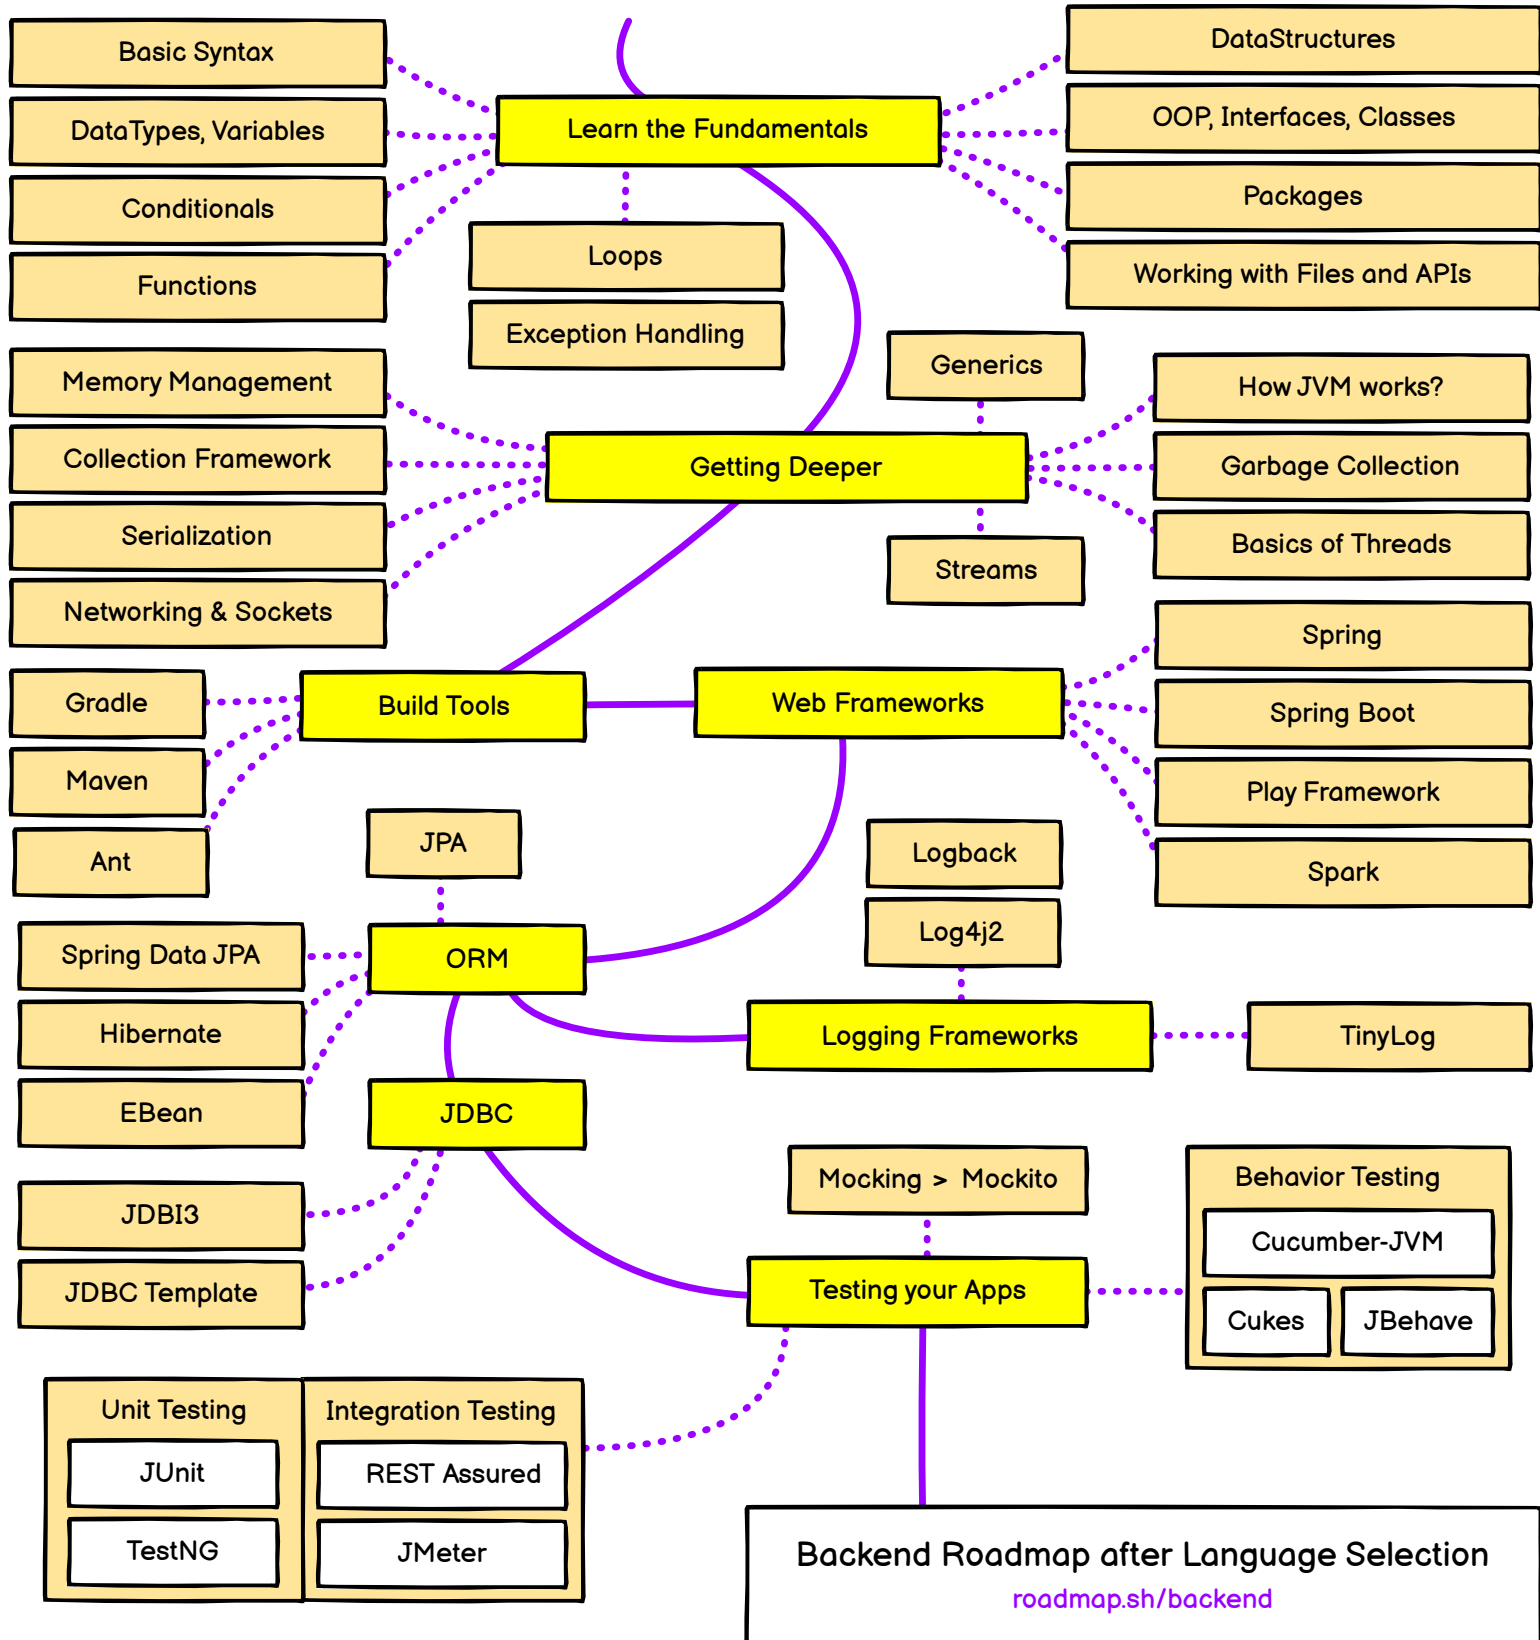 Basic Syntax
DataTypes, Variables
Conditionals
Functions
Learn the Fundamentals
Loops
Exception Handling
DataStructures
OOP, Interfaces, Classes
Packages
Working with Files and APIs
Memory Management
Collection Framework
Serialization
Networking & Sockets
Generics
Getting Deeper
Streams
How JVM works?
Garbage Collection
Basics of Threads
Gradle
Maven
Ant
Build Tools
Web Frameworks
Spring
Spring Boot
Play Framework
Spark
JPA
Spring Data JPA
Hibernate
EBean
ORM
Logback
Log4j2
Logging Frameworks
TinyLog
JDBC
JDBI3
JDBC Template
Mocking > Mockito
Testing your Apps
Behavior Testing
Cucumber-JVM
Cukes
JBehave
Unit Testing
JUnit
TestNG
Integration Testing
REST Assured
JMeter
Backend Roadmap after Language Selection
roadmap.sh/backend